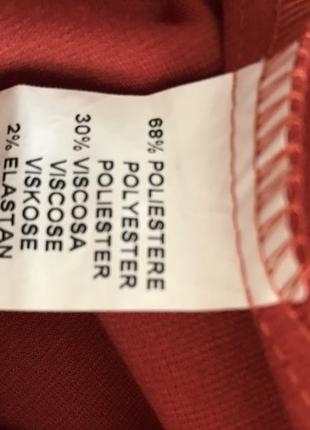 68% POLIESTERE
POLYESTER
POLIESTER
30% VISCOSA
VISCOSE
VISKOSE
2% ELASTAN